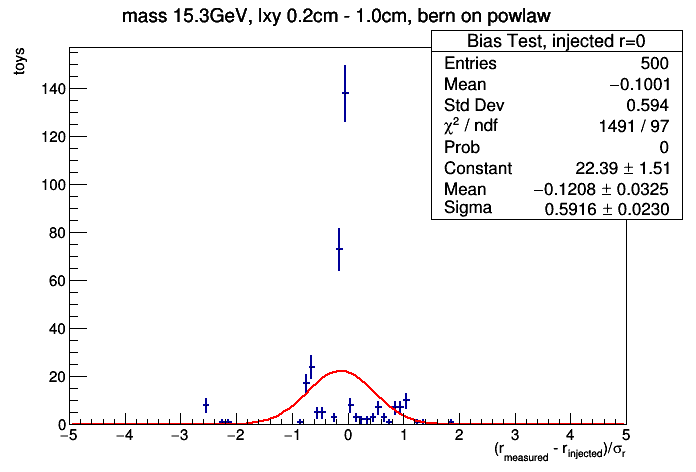 mass 15.3GeV, lxy 0.2cm - 1.0cm, bern on powlaw
Bias Test, injected r=0
Entries 500
Mean −0.1001
Std Dev 0.594
χ² / ndf 1491 / 97
Prob 0
Constant 22.39 ± 1.51
Mean −0.1208 ± 0.0325
Sigma 0.5916 ± 0.0230
toys
140
120
100
80
60
40
20
0
−5 −4 −3 −2 −1 0 1 2 3 4 5
(r_measured - r_injected)/σ_r